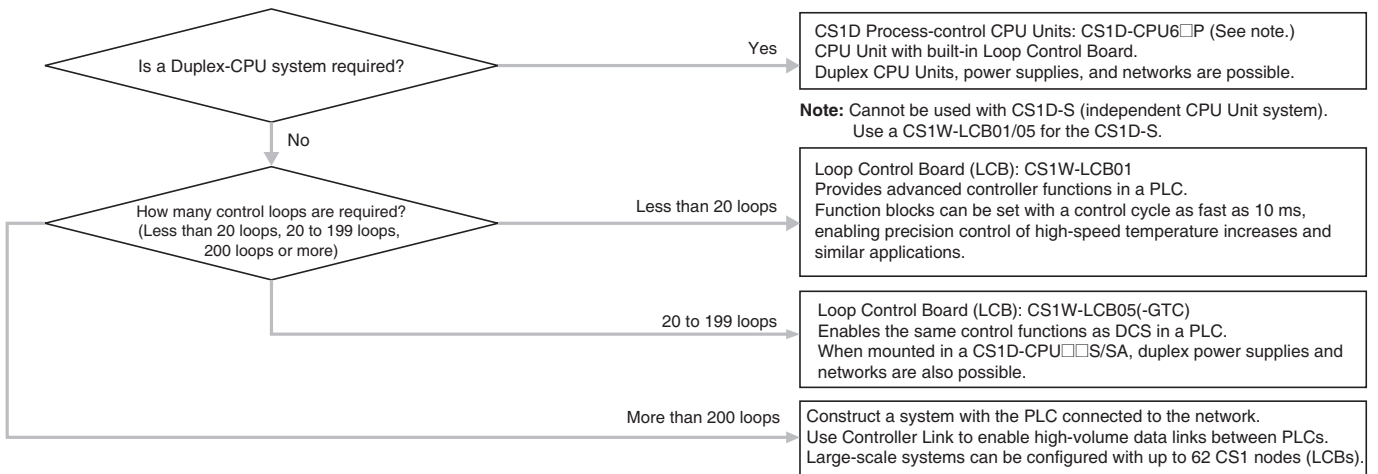 Is a Duplex-CPU system required?
Yes
CS1D Process-control CPU Units: CS1D-CPU6□P (See note.)
CPU Unit with built-in Loop Control Board.
Duplex CPU Units, power supplies, and networks are possible.
Note: Cannot be used with CS1D-S (independent CPU Unit system).
Use a CS1W-LCB01/05 for the CS1D-S.
No
How many control loops are required?
(Less than 20 loops, 20 to 199 loops,
200 loops or more)
Less than 20 loops
Loop Control Board (LCB): CS1W-LCB01
Provides advanced controller functions in a PLC.
Function blocks can be set with a control cycle as fast as 10 ms,
enabling precision control of high-speed temperature increases and
similar applications.
20 to 199 loops
Loop Control Board (LCB): CS1W-LCB05(-GTC)
Enables the same control functions as DCS in a PLC.
When mounted in a CS1D-CPU□□S/SA, duplex power supplies and
networks are also possible.
More than 200 loops
Construct a system with the PLC connected to the network.
Use Controller Link to enable high-volume data links between PLCs.
Large-scale systems can be configured with up to 62 CS1 nodes (LCBs).